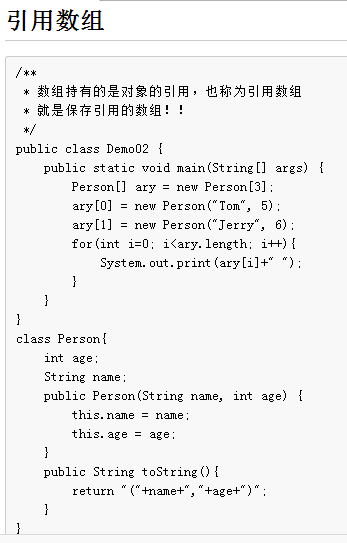 引用数组
/**
 * 数组持有的是对象的引用，也称为引用数组
 * 就是保存引用的数组！！
 */
public class Demo02 {
    public static void main(String[] args) {
        Person[] ary = new Person[3];
        ary[0] = new Person("Tom", 5);
        ary[1] = new Person("Jerry", 6);
        for(int i=0; i<ary.length; i++){
            System.out.print(ary[i]+" ");
        }
    }
}
class Person{
    int age;
    String name;
    public Person(String name, int age) {
        this.name = name;
        this.age = age;
    }
    public String toString(){
        return "("+name+","+age+")";
    }
}